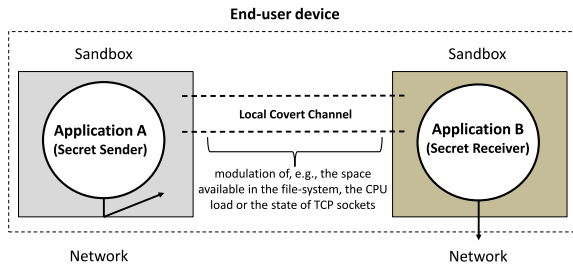 End-user device
Sandbox
Sandbox
Application A
(Secret Sender)
Local Covert Channel
Application B
(Secret Receiver)
modulation of, e.g., the space
available in the file-system, the CPU
load or the state of TCP sockets
Network
Network